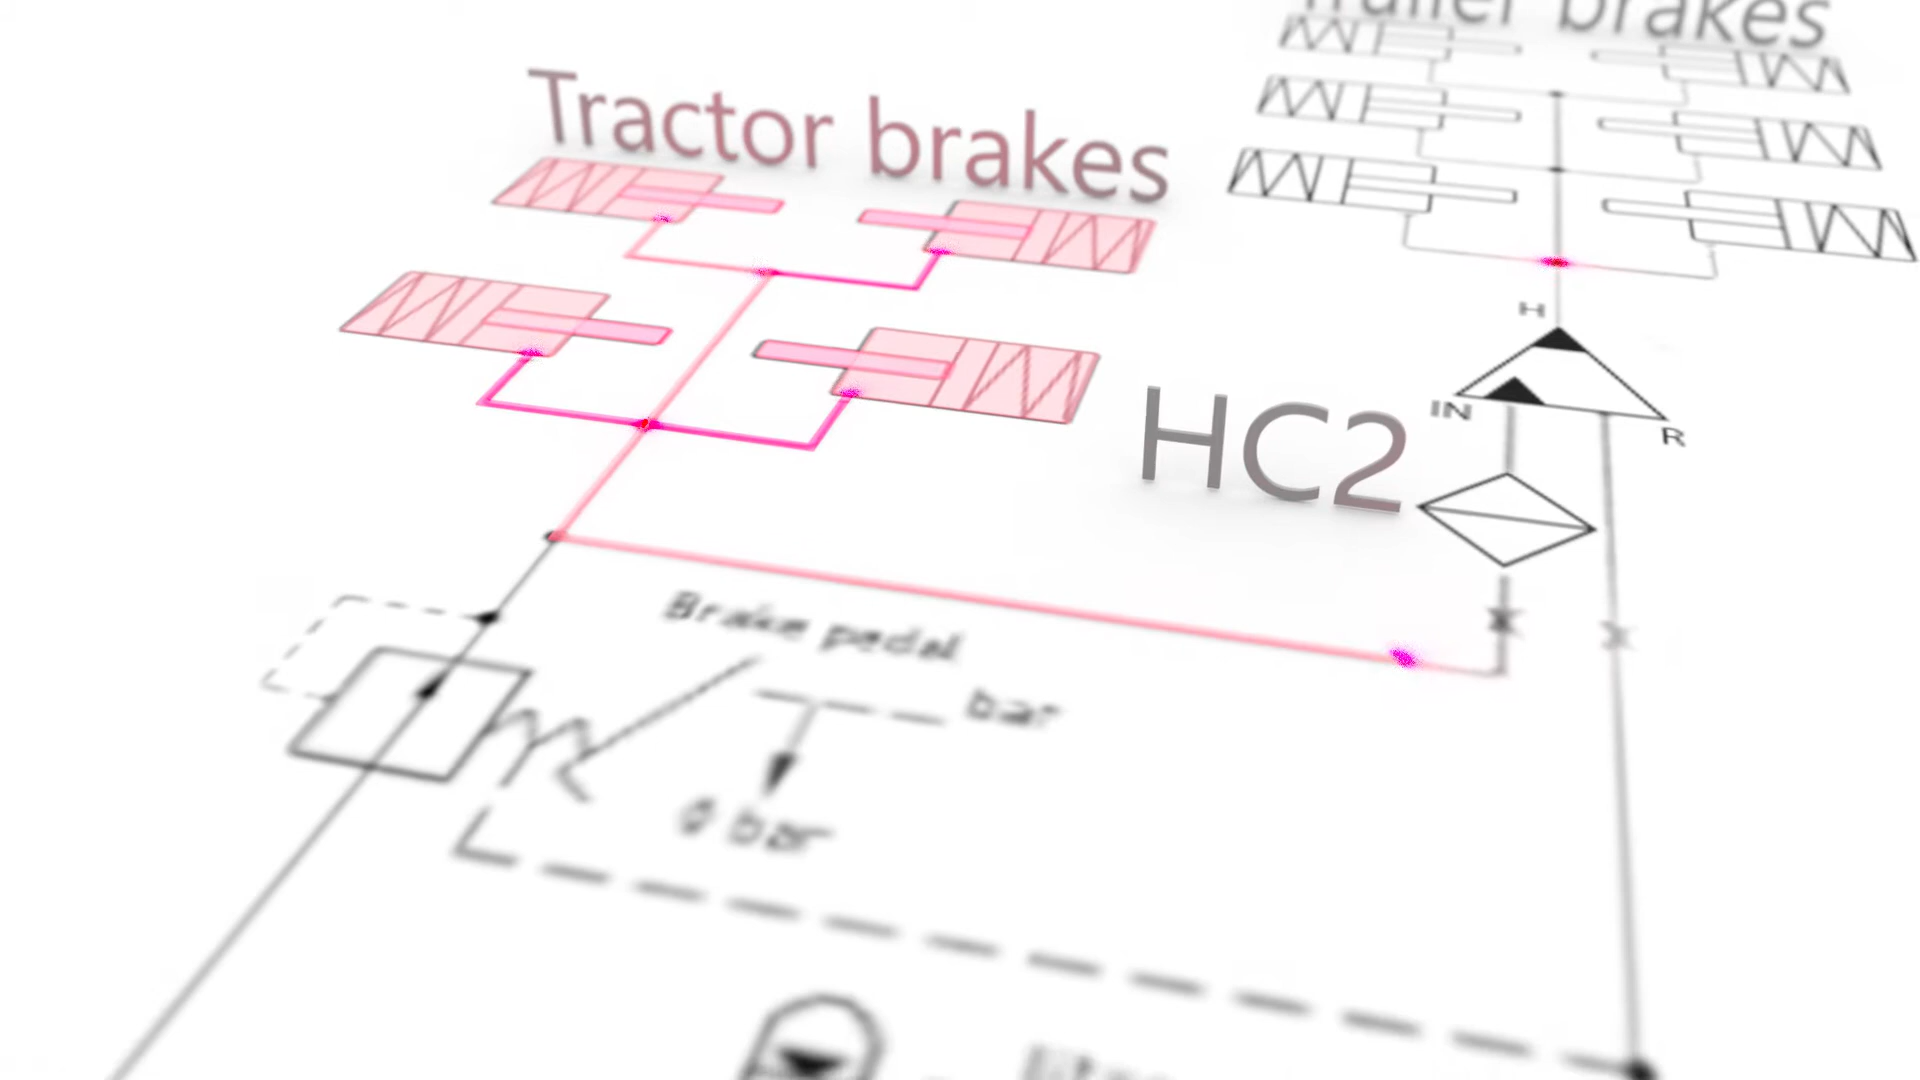 Trailer brakes
Tractor brakes
H
HC2
IN
R
Brake pedal
bar
0 bar